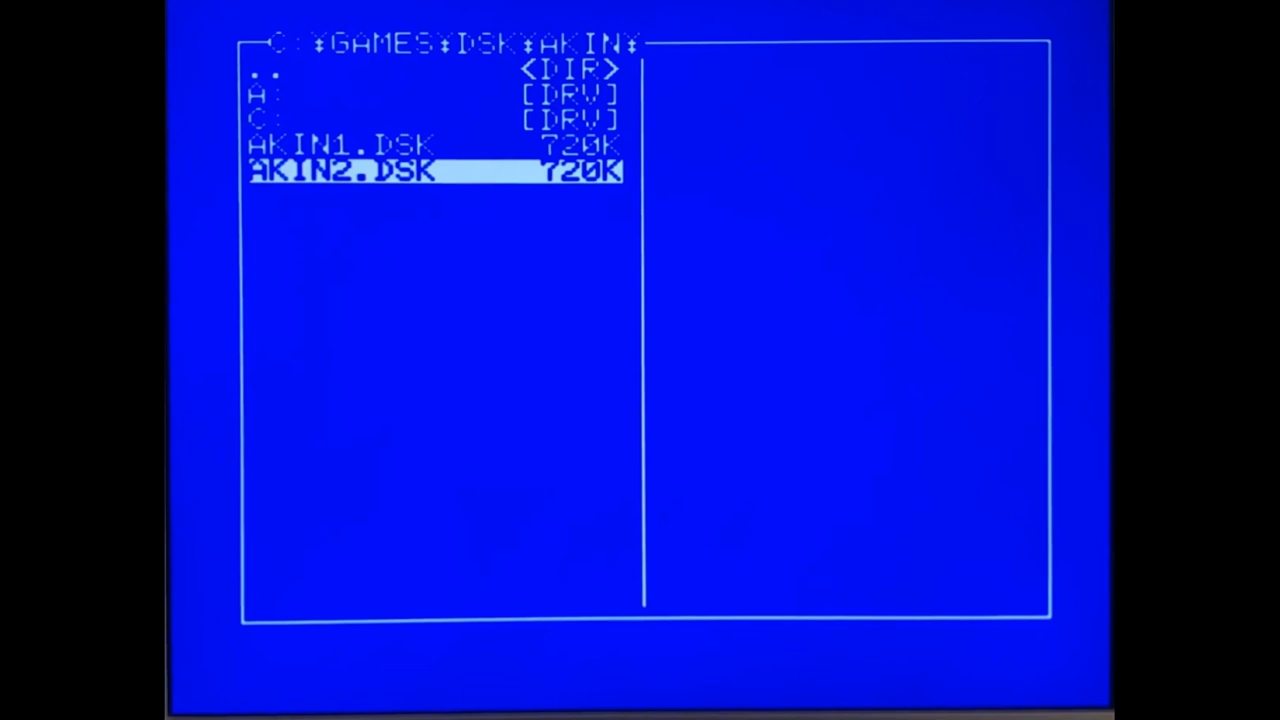 C:¥GAMES¥DSK¥AKIN¥
.. <DIR>
A: [DRV]
C: [DRV]
AKIN1.DSK 720K
AKIN2.DSK 720K